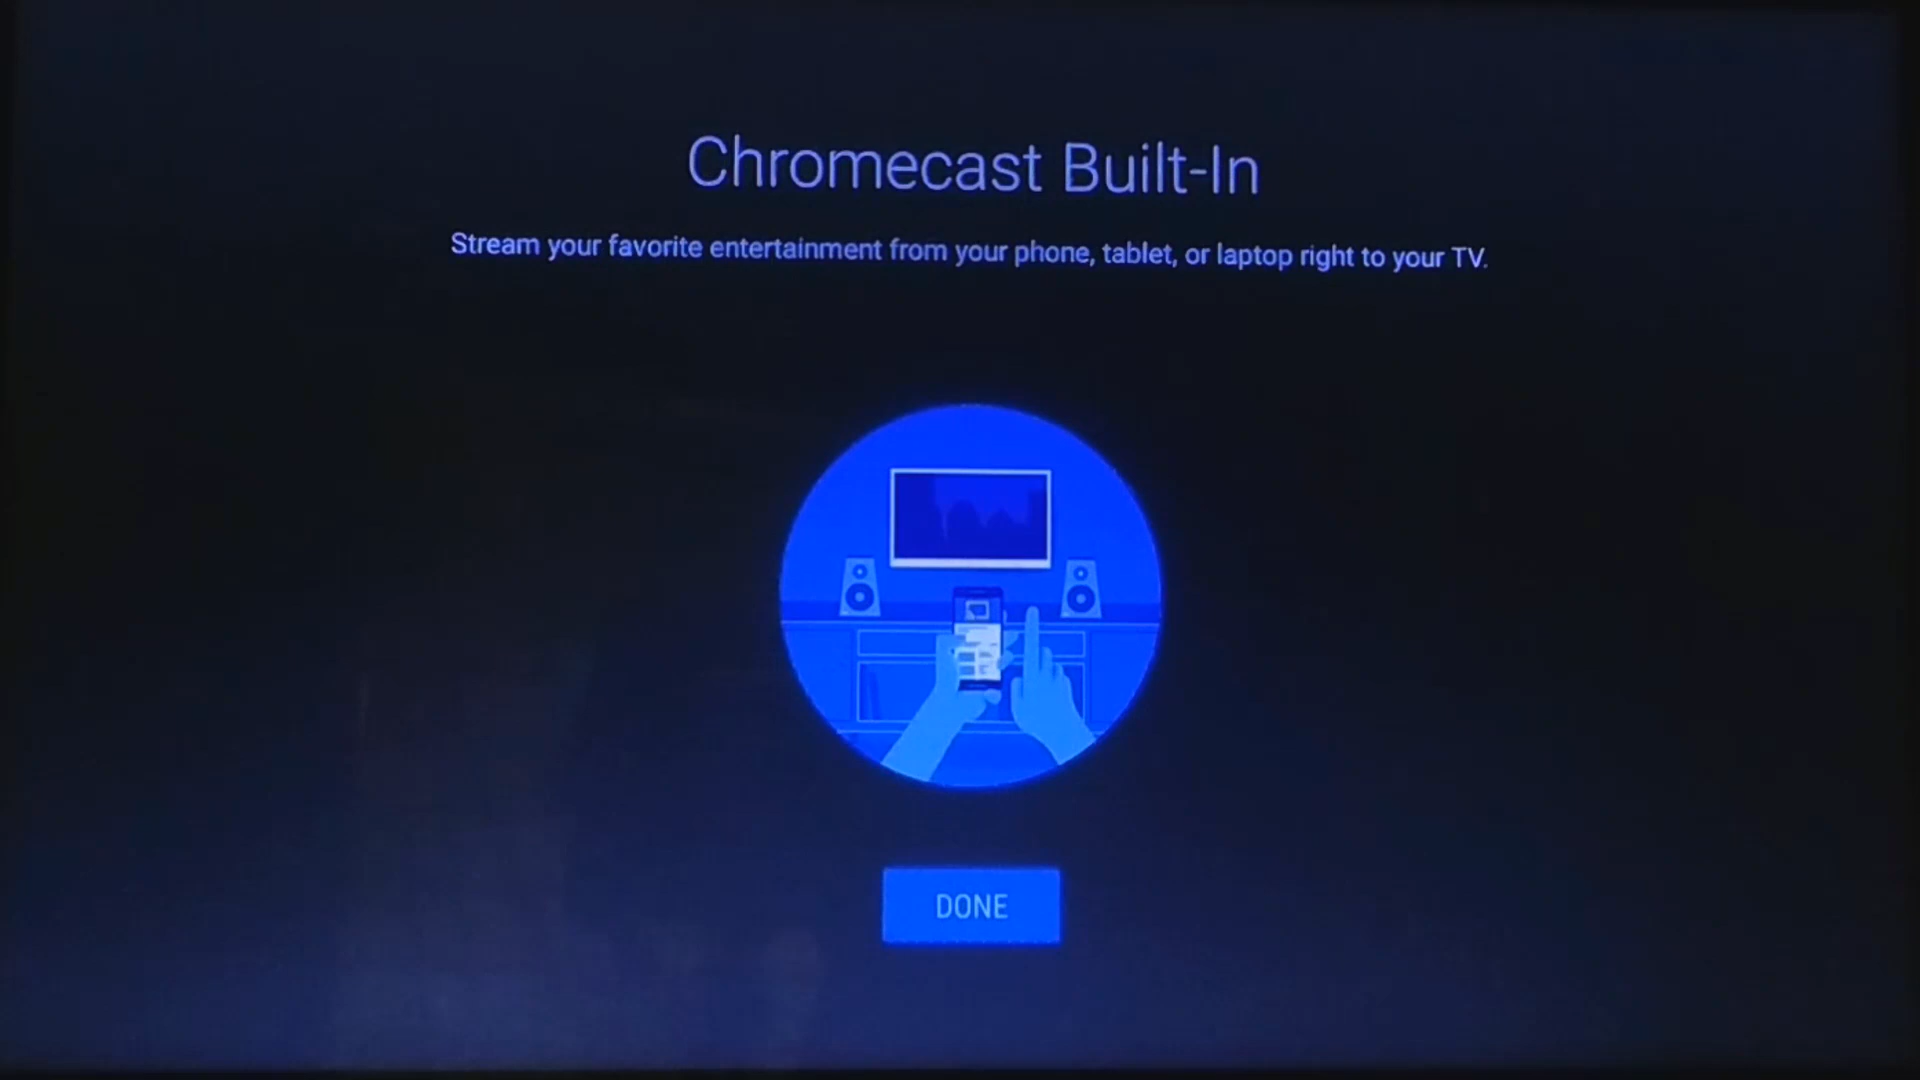 Chromecast Built-In
Stream your favorite entertainment from your phone, tablet, or laptop right to your TV.
DONE